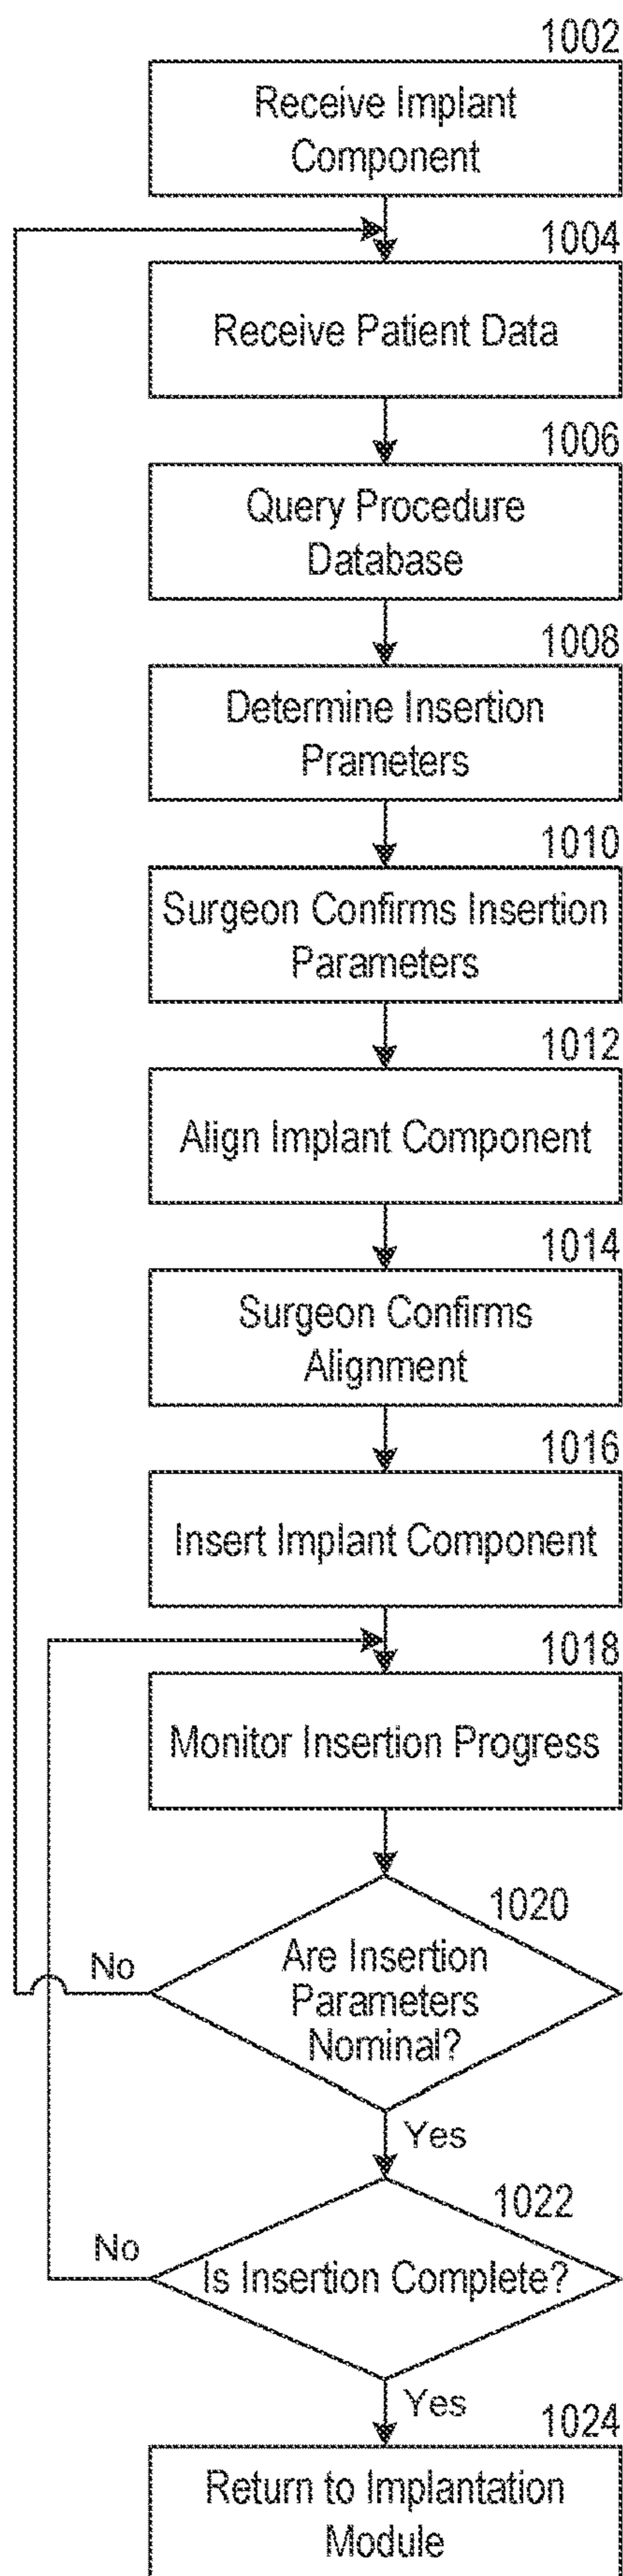 1002
Receive Implant
Component
1004
Receive Patient Data
1006
Query Procedure
Database
1008
Determine Insertion
Prameters
1010
Surgeon Confirms Insertion
Parameters
1012
Align Implant Component
1014
Surgeon Confirms
Alignment
1016
Insert Implant Component
1018
Monitor Insertion Progress
1020
Are Insertion
Parameters
Nominal?
No
Yes
1022
Is Insertion Complete?
No
Yes
1024
Return to Implantation
Module